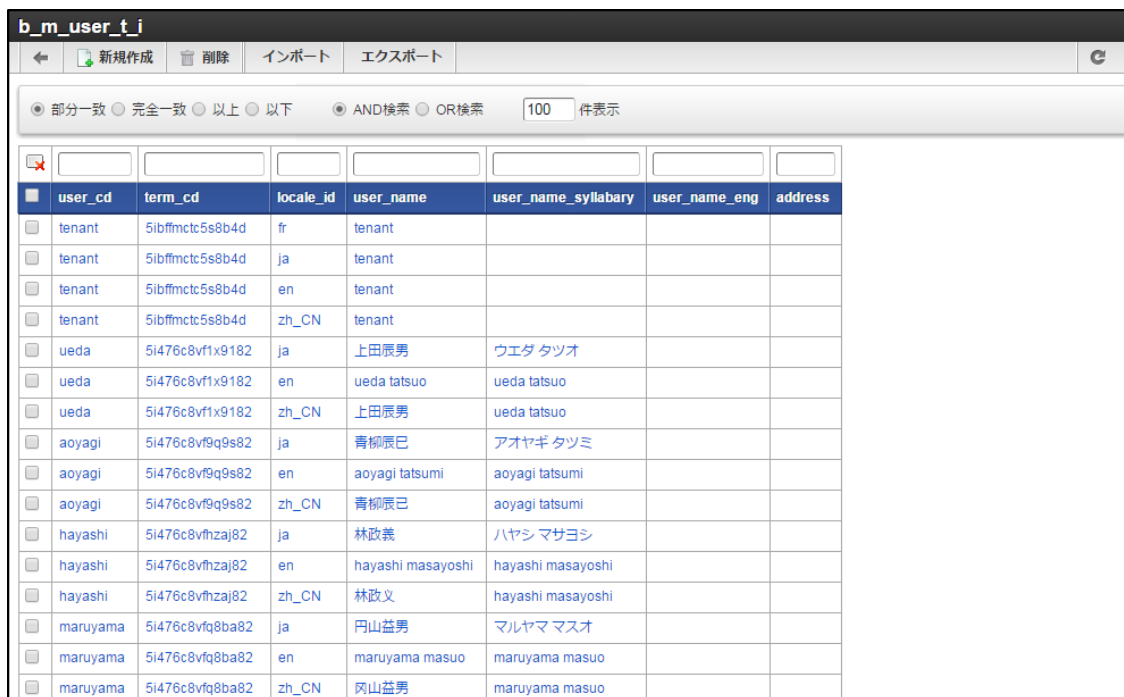 b_m_user_t_i
新規作成 削除 インポート エクスポート
部分一致 完全一致 以上 以下 AND検索 OR検索 100 件表示
user_cd term_cd locale_id user_name user_name_syllabary user_name_eng address
tenant 5ibffmctc5s8b4d fr tenant
tenant 5ibffmctc5s8b4d ja tenant
tenant 5ibffmctc5s8b4d en tenant
tenant 5ibffmctc5s8b4d zh_CN tenant
ueda 5i476c8vf1x9182 ja 上田辰男 ウエダ タツオ
ueda 5i476c8vf1x9182 en ueda tatsuo ueda tatsuo
ueda 5i476c8vf1x9182 zh_CN 上田辰男 ueda tatsuo
aoyagi 5i476c8vf9q9s82 ja 青柳辰巳 アオヤギ タツミ
aoyagi 5i476c8vf9q9s82 en aoyagi tatsumi aoyagi tatsumi
aoyagi 5i476c8vf9q9s82 zh_CN 青柳辰已 aoyagi tatsumi
hayashi 5i476c8vfhzaj82 ja 林政義 ハヤシ マサヨシ
hayashi 5i476c8vfhzaj82 en hayashi masayoshi hayashi masayoshi
hayashi 5i476c8vfhzaj82 zh_CN 林政义 hayashi masayoshi
maruyama 5i476c8vfq8ba82 ja 円山益男 マルヤマ マスオ
maruyama 5i476c8vfq8ba82 en maruyama masuo maruyama masuo
maruyama 5i476c8vfq8ba82 zh_CN 冈山益男 maruyama masuo